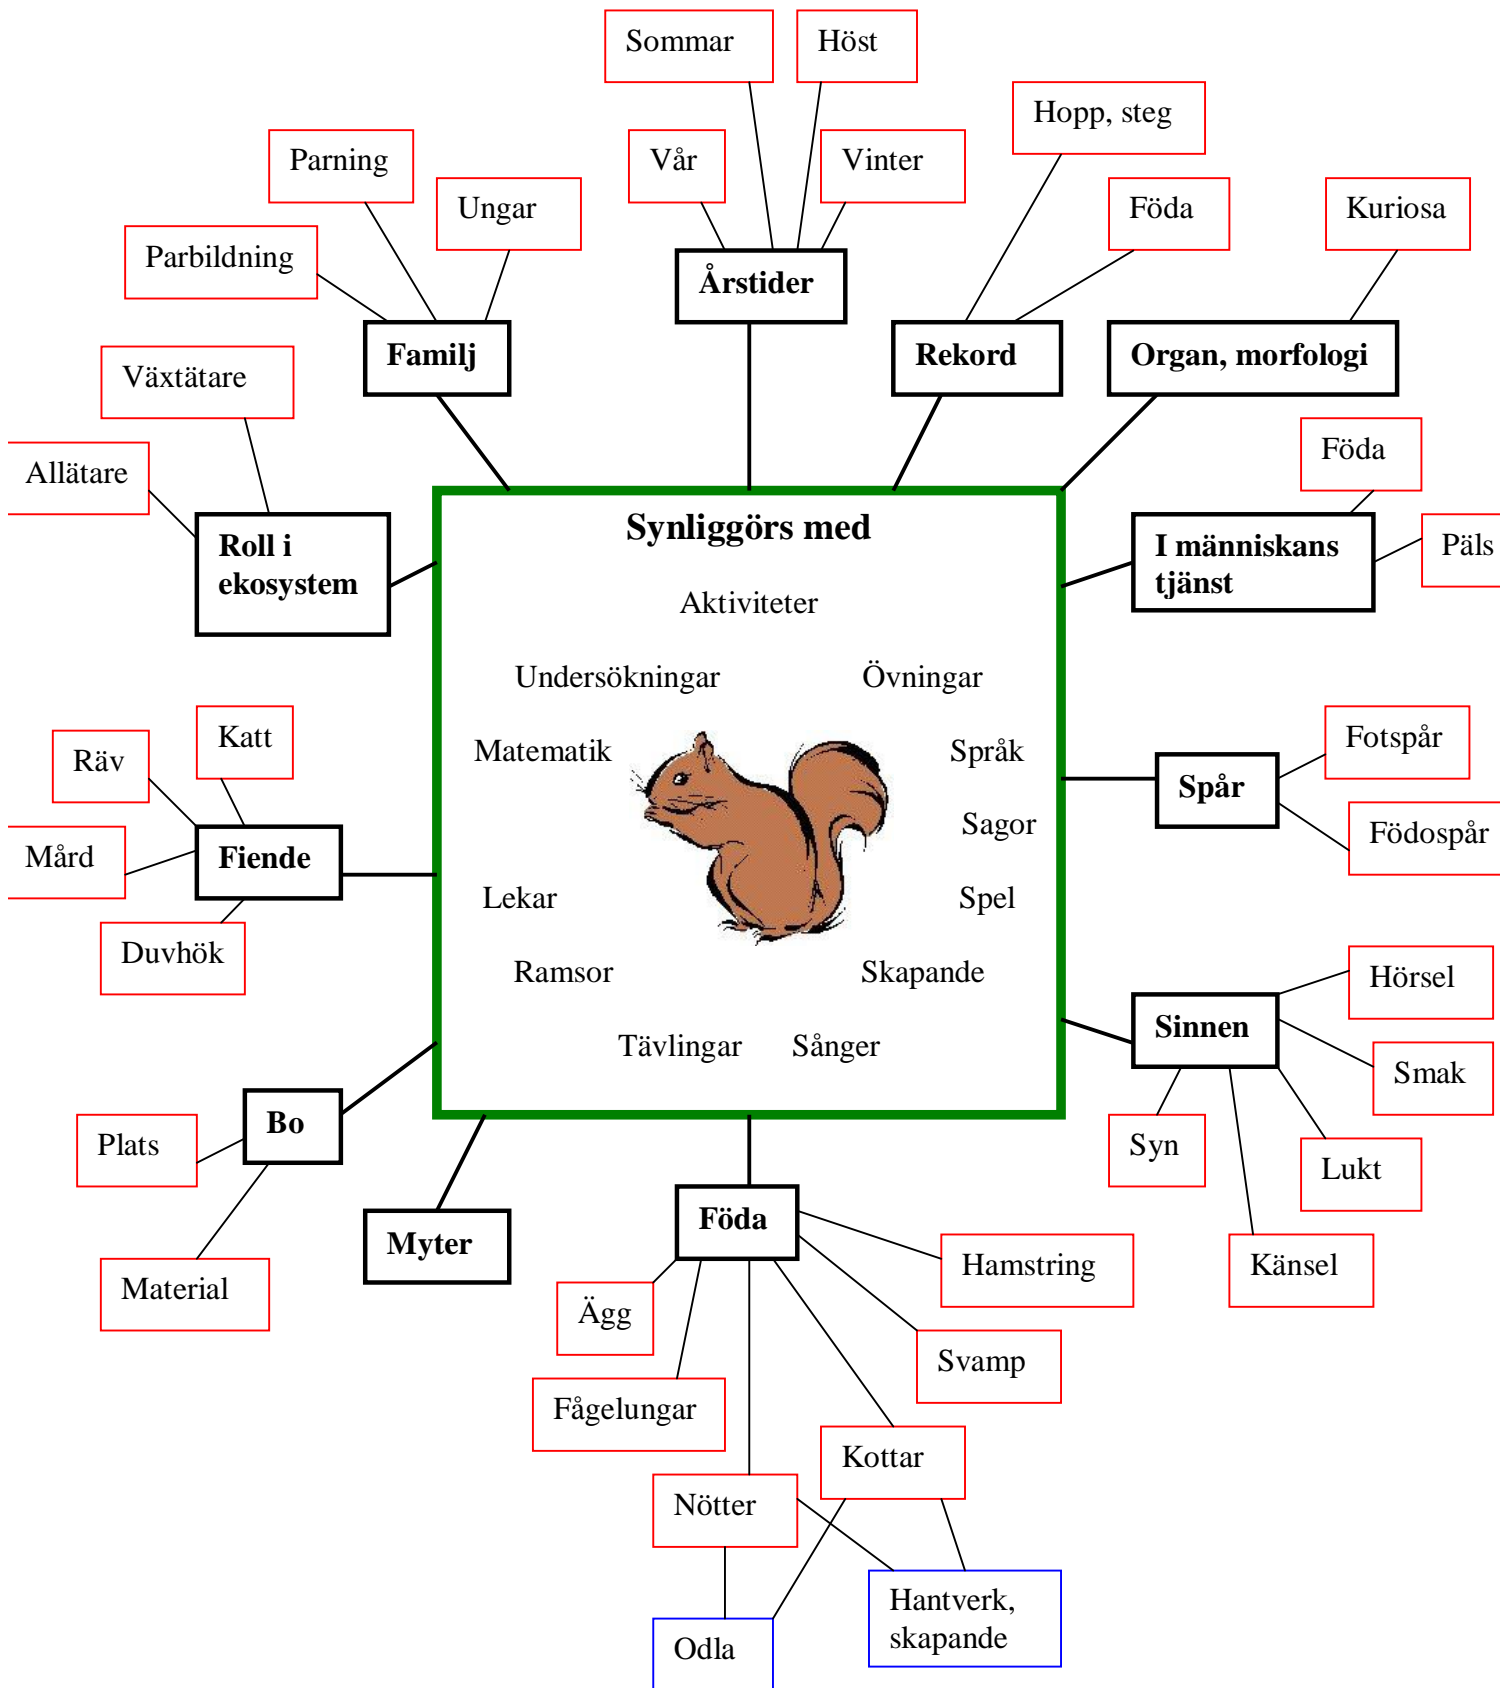 Sommar
Höst
Hopp, steg
Parning
Vår
Vinter
Ungar
Föda
Kuriosa
Parbildning
Årstider
Familj
Rekord
Organ, morfologi
Växtätare
Allätare
Föda
Roll i
ekosystem
Synliggörs med
I människans
tjänst
Päls
Aktiviteter
Undersökningar
Övningar
Katt
Räv
Matematik
Språk
Fotspår
Spår
Sagor
Födospår
Mård
Fiende
Lekar
Spel
Duvhök
Ramsor
Skapande
Hörsel
Sinnen
Tävlingar
Sånger
Smak
Bo
Plats
Syn
Lukt
Föda
Myter
Hamstring
Känsel
Material
Ägg
Svamp
Fågelungar
Kottar
Nötter
Hantverk,
skapande
Odla